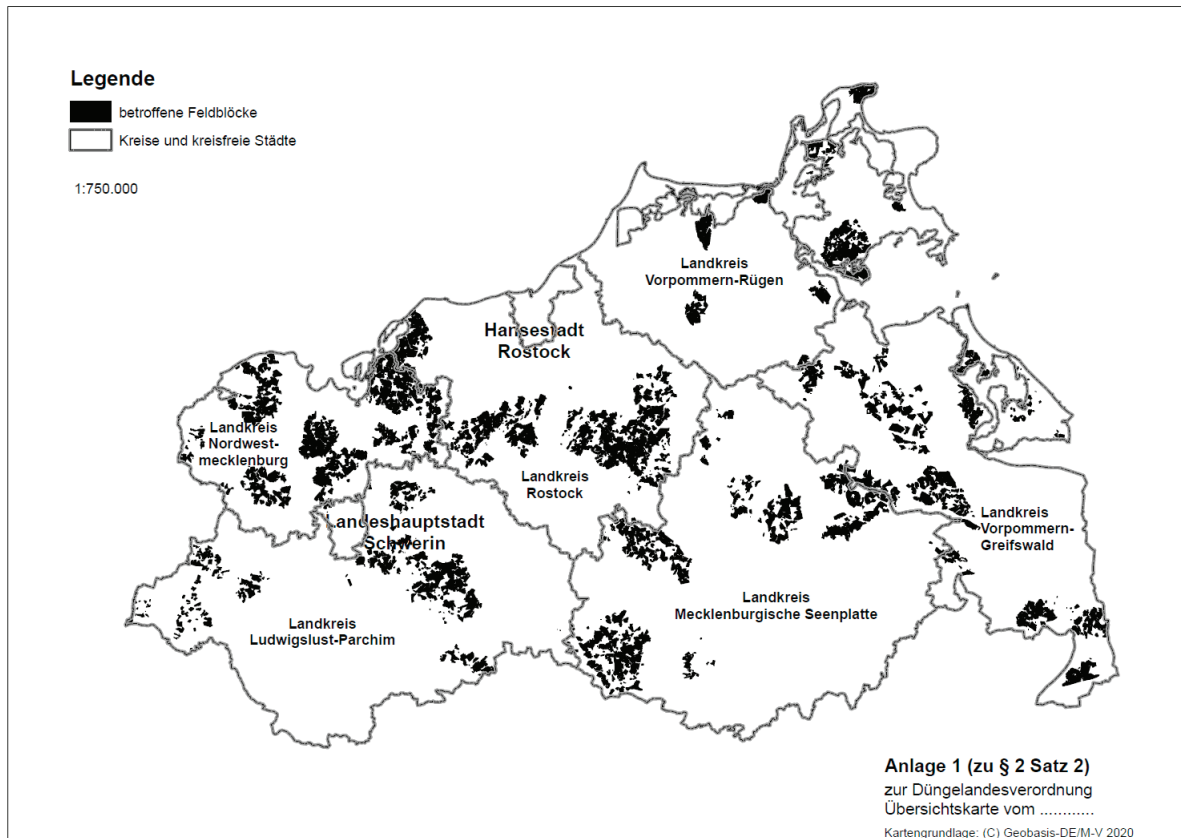 Legende
betroffene Feldblöcke
Kreise und kreisfreie Städte
1:750.000
Landkreis
Vorpommern-Rügen
Hansestadt
Rostock
Landkreis
Nordwest-
mecklenburg
Landkreis
Rostock
Landeshauptstadt
Schwerin
Landkreis
Vorpommern-
Greifswald
Landkreis
Mecklenburgische Seenplatte
Landkreis
Ludwigslust-Parchim
Anlage 1 (zu § 2 Satz 2)
zur Düngelandesverordnung
Übersichtskarte vom ............
Kartengrundlage: (C) Geobasis-DE/M-V 2020